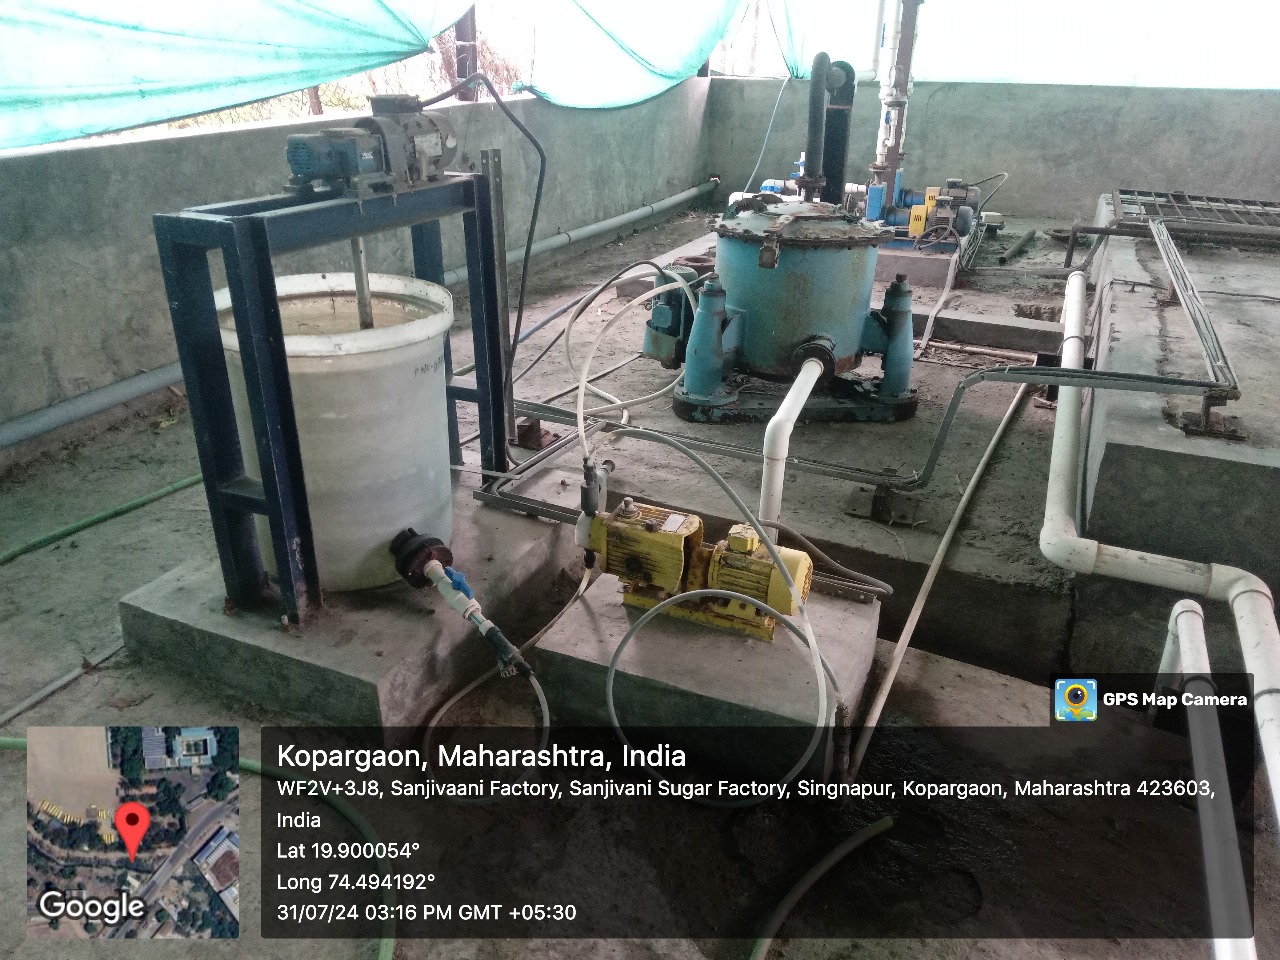 GPS Map Camera
Kopargaon, Maharashtra, India
WF2V+3J8, Sanjivaani Factory, Sanjivani Sugar Factory, Singnapur, Kopargaon, Maharashtra 423603,
India
Lat 19.900054°
Long 74.494192°
31/07/24 03:16 PM GMT +05:30
Google